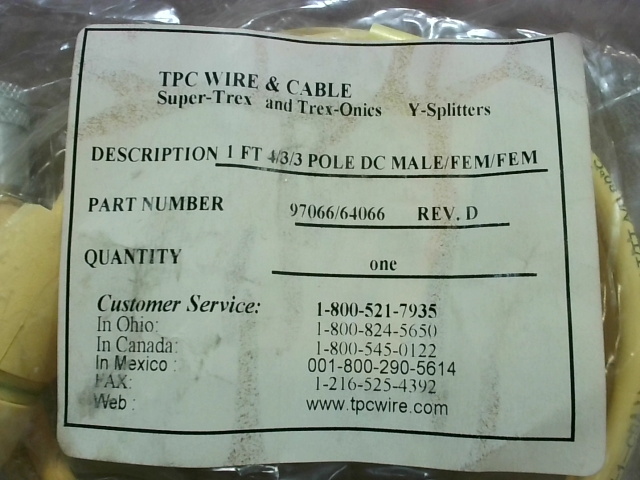 TPC WIRE & CABLE
Super-Trex and Trex-Onics Y-Splitters
DESCRIPTION 1 FT 4/3/3 POLE DC MALE/FEM/FEM
PART NUMBER 97066/64066 REV. D
QUANTITY one
Customer Service: 1-800-521-7935
In Ohio: 1-800-824-5650
In Canada: 1-800-545-0122
In Mexico : 001-800-290-5614
FAX: 1-216-525-4392
Web : www.tpcwire.com